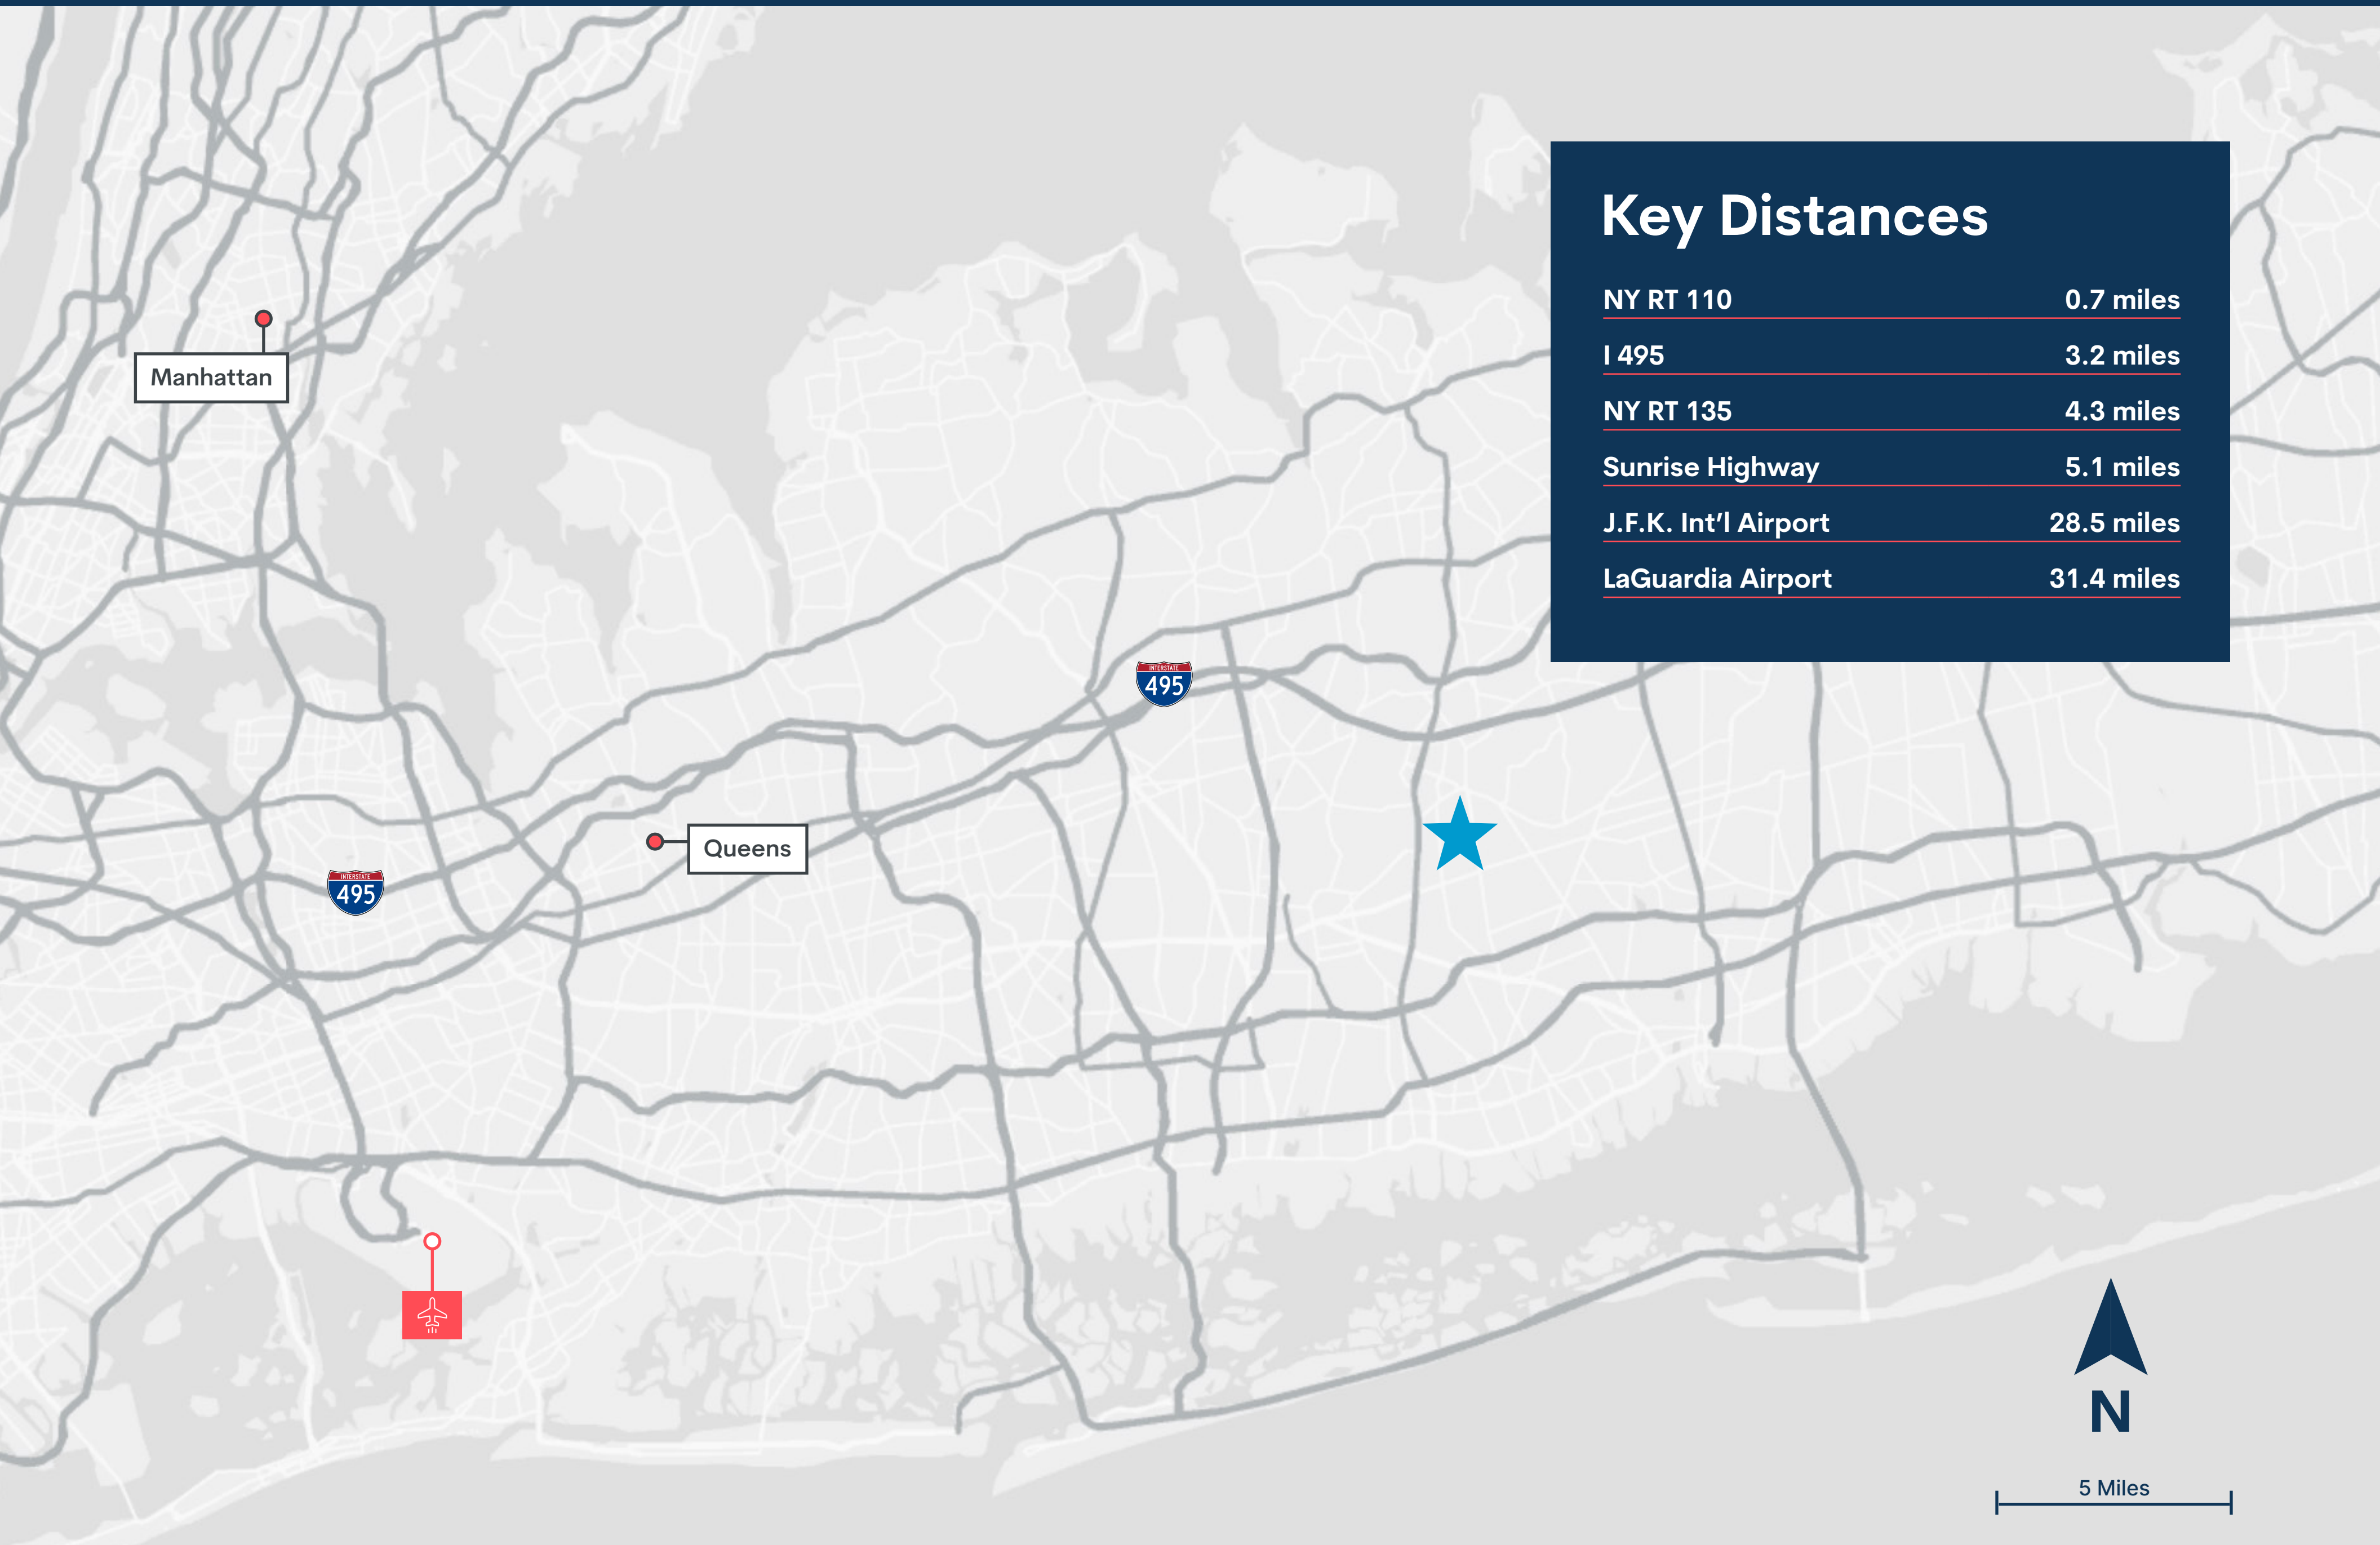 Key Distances
NY RT 110 0.7 miles
I 495 3.2 miles
NY RT 135 4.3 miles
Sunrise Highway 5.1 miles
J.F.K. Int’l Airport 28.5 miles
LaGuardia Airport 31.4 miles
Manhattan
INTERSTATE
495
Queens
INTERSTATE
495
N
5 Miles